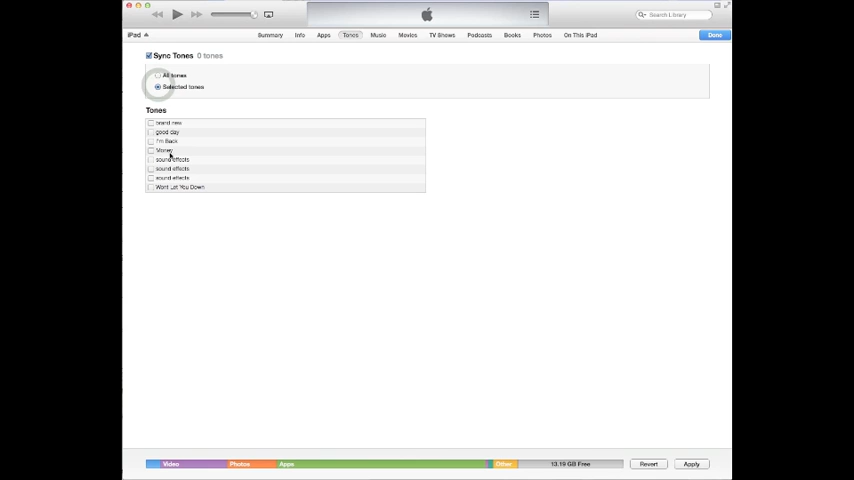 Search Library
iPad
Summary Info Apps Tones Music Movies TV Shows Podcasts Books Photos On This iPad
Done
Sync Tones 0 tones
All tones
Selected tones
Tones
brand new
good day
I'm Back
Money
sound effects
sound effects
sound effects
Wont Let You Down
Video Photos Apps Other 13.19 GB Free Revert Apply